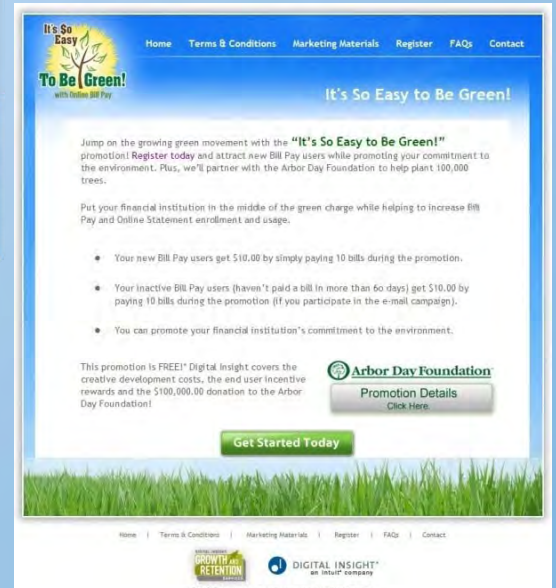 It's So
Easy
To Be Green!
with Online Bill Pay
Home Terms & Conditions Marketing Materials Register FAQs Contact
It's So Easy to Be Green!
Jump on the growing green movement with the "It's So Easy to Be Green!"
promotion! Register today and attract new Bill Pay users while promoting your commitment to
the environment. Plus, we'll partner with the Arbor Day Foundation to help plant 100,000
trees.
Put your financial institution in the middle of the green charge while helping to increase Bill
Pay and Online Statement enrollment and usage.
● Your new Bill Pay users get $10.00 by simply paying 10 bills during the promotion.
● Your inactive Bill Pay users (haven't paid a bill in more than 60 days) get $10.00 by
paying 10 bills during the promotion (if you participate in the e-mail campaign).
● You can promote your financial institution's commitment to the environment.
This promotion is FREE!* Digital Insight covers the
creative development costs, the end user incentive
rewards and the $100,000.00 donation to the Arbor
Day Foundation!
Arbor Day Foundation
Promotion Details
Click Here.
Get Started Today
Home | Terms & Conditions | Marketing Materials | Register | FAQs | Contact
GROWTH AND
RETENTION
SERVICES
DIGITAL INSIGHT
an Intuit company